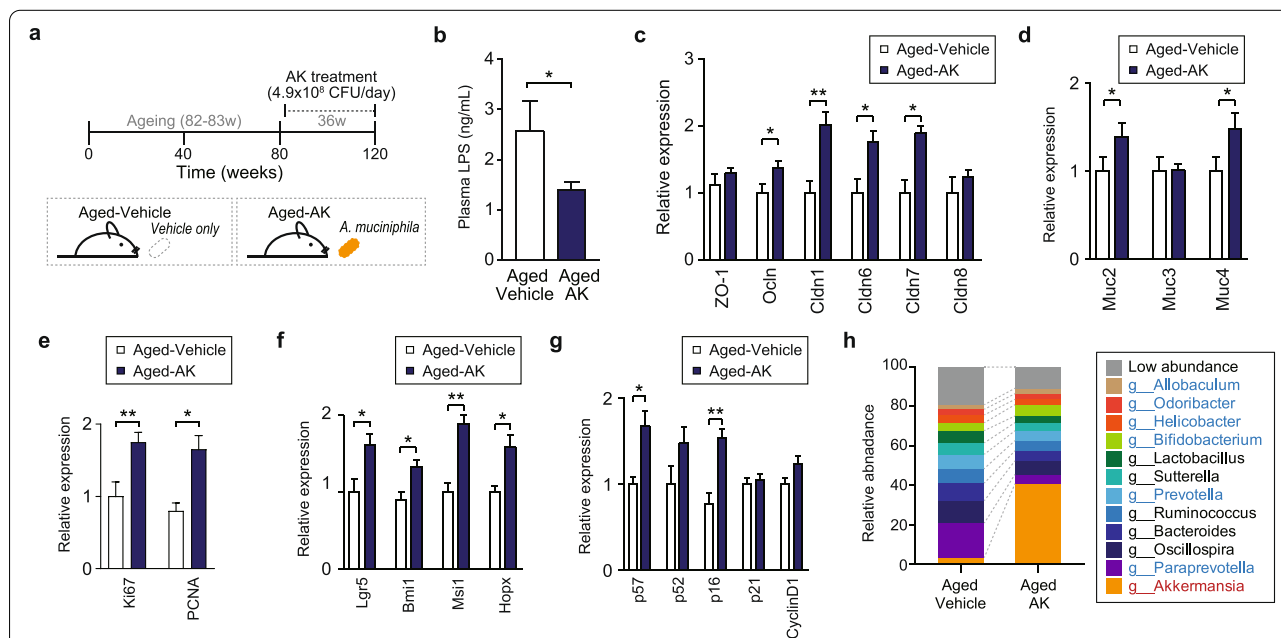 a
AK treatment
(4.9x10⁸ CFU/day)
Ageing (82-83w)
36w
0
40
80
120
Time (weeks)
Aged-Vehicle
Vehicle only
Aged-AK
A. muciniphila
b
Plasma LPS (ng/mL)
4
3
2
1
0
*
Aged
Vehicle
Aged
AK
c
Aged-Vehicle
Aged-AK
Relative expression
3
2
1
0
*
**
*
*
ZO-1
Ocln
Cldn1
Cldn6
Cldn7
Cldn8
d
Aged-Vehicle
Aged-AK
Relative expression
2
1
0
*
*
Muc2
Muc3
Muc4
e
Aged-Vehicle
Aged-AK
Relative expression
2
1
0
**
*
Ki67
PCNA
f
Aged-Vehicle
Aged-AK
Relative expression
2
1
0
*
*
**
*
Lgr5
Bmi1
Msi1
Hopx
g
Aged-Vehicle
Aged-AK
Relative expression
2
1
0
*
**
p57
p52
p16
p21
CyclinD1
h
Relative abnadance
100
80
60
40
20
0
Aged
Vehicle
Aged
AK
Low abundance
g__Allobaculum
g__Odoribacter
g__Helicobacter
g__Bifidobacterium
g__Lactobacillus
g__Sutterella
g__Prevotella
g__Ruminococcus
g__Bacteroides
g__Oscillospira
g__Paraprevotella
g__Akkermansia